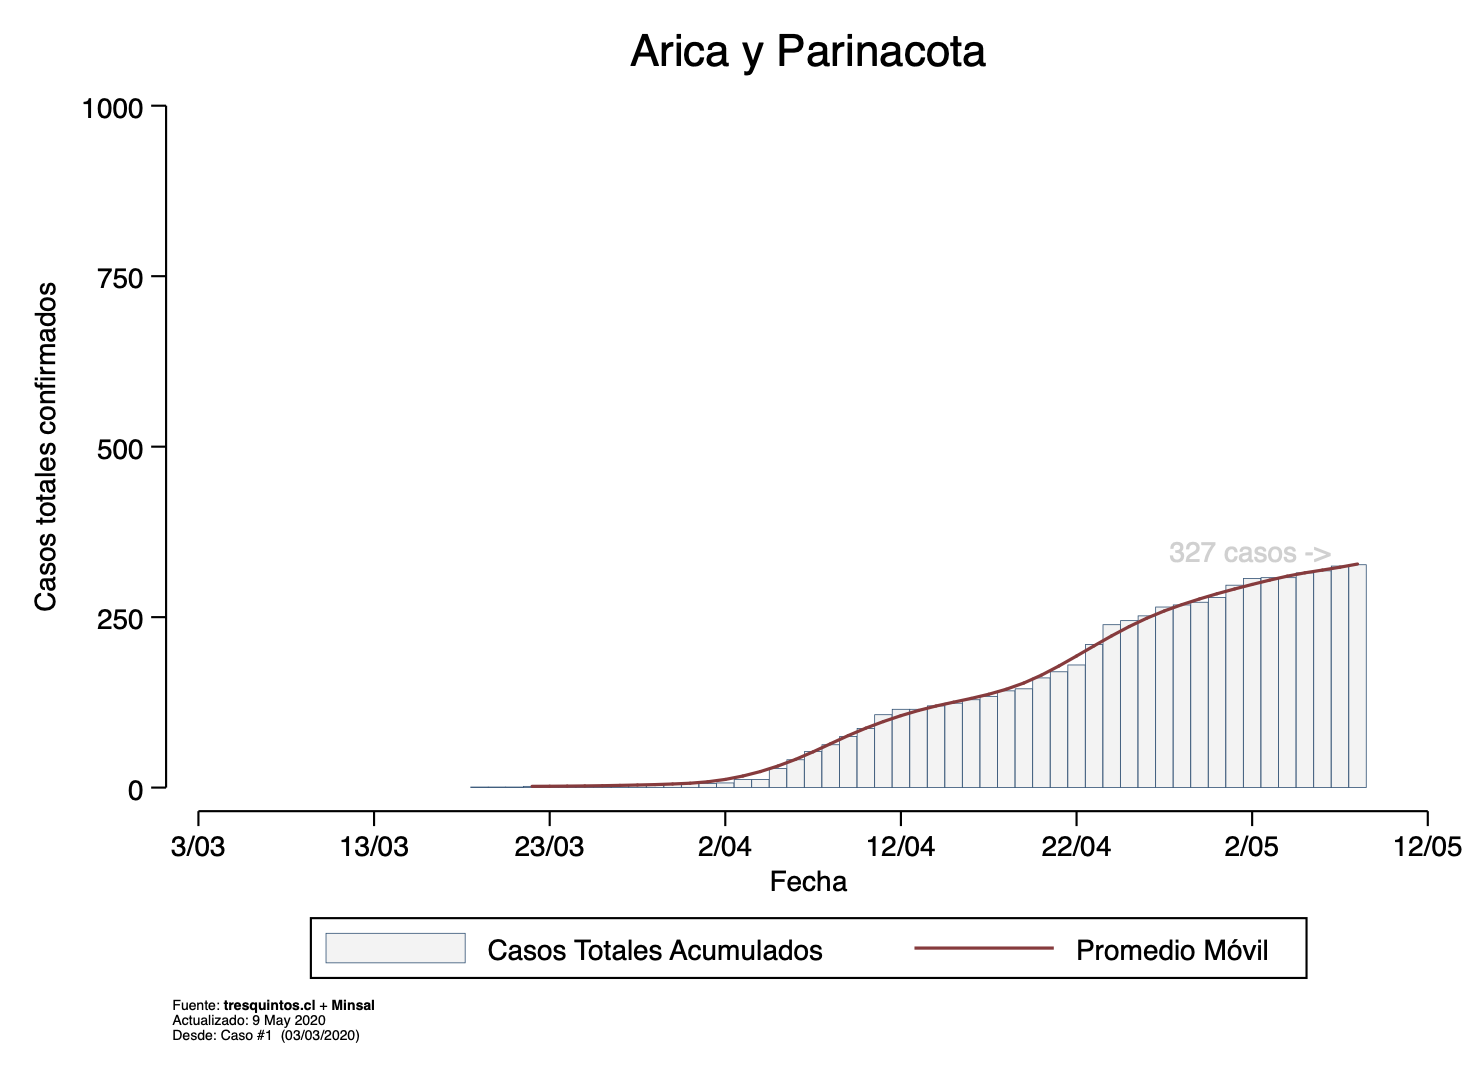 Arica y Parinacota
Casos totales confirmados
1000
750
500
250
0
327 casos ->
3/03 13/03 23/03 2/04 12/04 22/04 2/05 12/05
Fecha
Casos Totales Acumulados Promedio Móvil
Fuente: tresquintos.cl + Minsal
Actualizado: 9 May 2020
Desde: Caso #1 (03/03/2020)